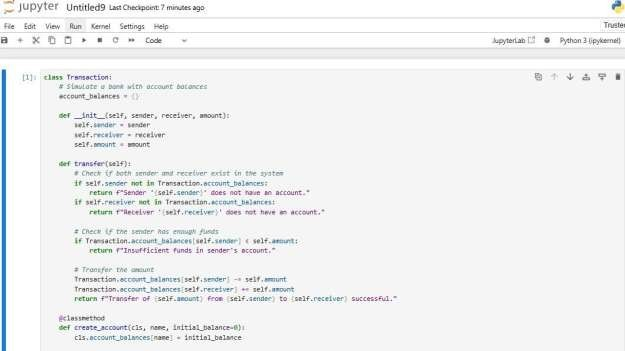 jupyter Untitled9 Last Checkpoint: 7 minutes ago
File Edit View Run Kernel Settings Help Trusted
Code JupyterLab Python 3 (ipykernel)
[1]: class Transaction:
    # Simulate a bank with account balances
    account_balances = {}

    def __init__(self, sender, receiver, amount):
        self.sender = sender
        self.receiver = receiver
        self.amount = amount

    def transfer(self):
        # Check if both sender and receiver exist in the system
        if self.sender not in Transaction.account_balances:
            return f"Sender '{self.sender}' does not have an account."
        if self.receiver not in Transaction.account_balances:
            return f"Receiver '{self.receiver}' does not have an account."

        # Check if the sender has enough funds
        if Transaction.account_balances[self.sender] < self.amount:
            return f"Insufficient funds in sender's account."

        # Transfer the amount
        Transaction.account_balances[self.sender] -= self.amount
        Transaction.account_balances[self.receiver] += self.amount
        return f"Transfer of {self.amount} from {self.sender} to {self.receiver} successful."

    @classmethod
    def create_account(cls, name, initial_balance=0):
        cls.account_balances[name] = initial_balance